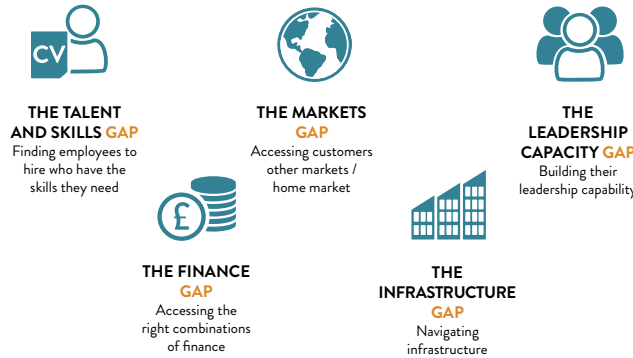 CV
THE TALENT
AND SKILLS GAP
Finding employees to
hire who have the
skills they need
THE MARKETS
GAP
Accessing customers
other markets /
home market
THE
LEADERSHIP
CAPACITY GAP
Building their
leadership capability
£
THE FINANCE
GAP
Accessing the
right combinations
of finance
THE
INFRASTRUCTURE
GAP
Navigating
infrastructure